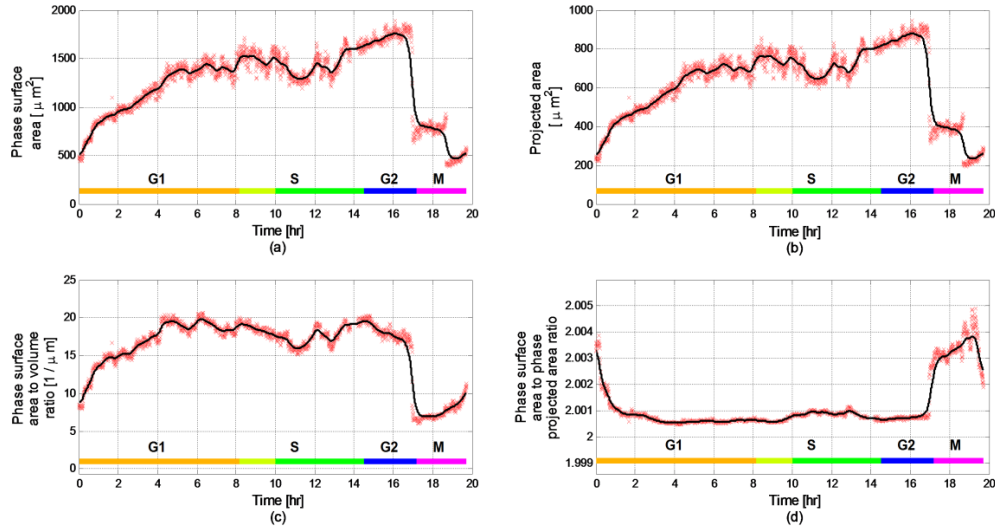 2000
1500
1000
500
0
Phase surface
area [ μ m²]
G1
S
G2
M
0 2 4 6 8 10 12 14 16 18 20
Time [hr]
(a)
1000
800
600
400
200
0
Projected area
[ μ m²]
G1
S
G2
M
0 2 4 6 8 10 12 14 16 18 20
Time [hr]
(b)
25
20
15
10
5
0
Phase surface
area to volume
ratio [1 / μ m]
G1
S
G2
M
0 2 4 6 8 10 12 14 16 18 20
Time [hr]
(c)
2.005
2.004
2.003
2.002
2.001
2
1.999
Phase surface
area to phase
projected area ratio
G1
S
G2
M
0 2 4 6 8 10 12 14 16 18 20
Time [hr]
(d)